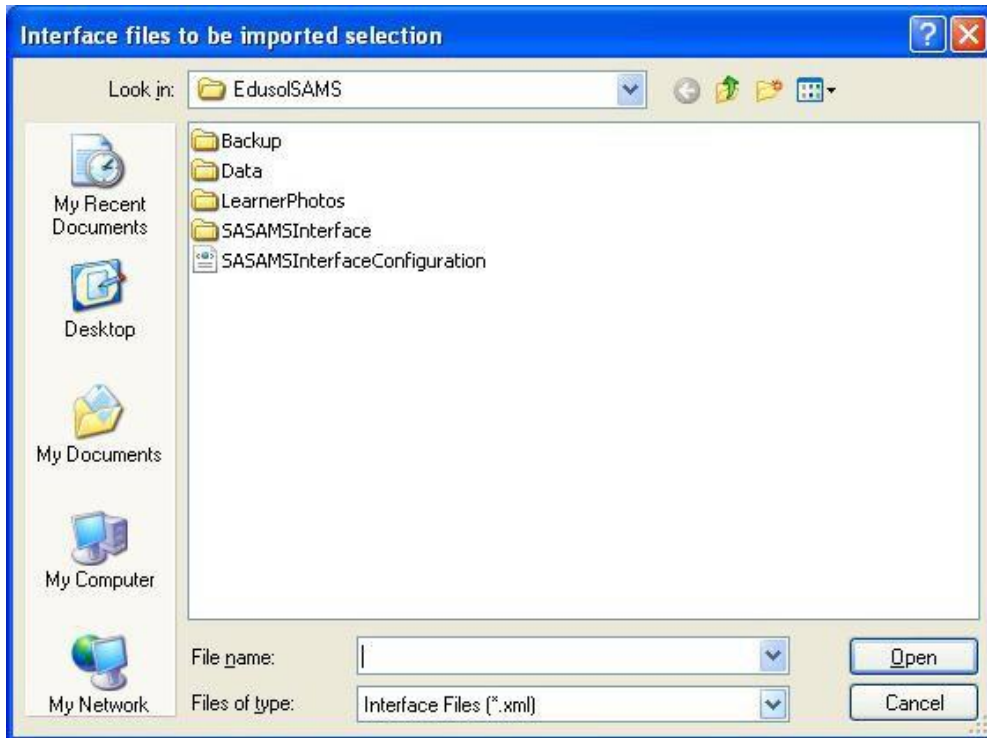 Interface files to be imported selection
Look in: EdusolSAMS
Backup
Data
LearnerPhotos
SASAMSInterface
SASAMSInterfaceConfiguration
My Recent
Documents
Desktop
My Documents
My Computer
My Network
File name:
Open
Files of type: Interface Files (*.xml)
Cancel